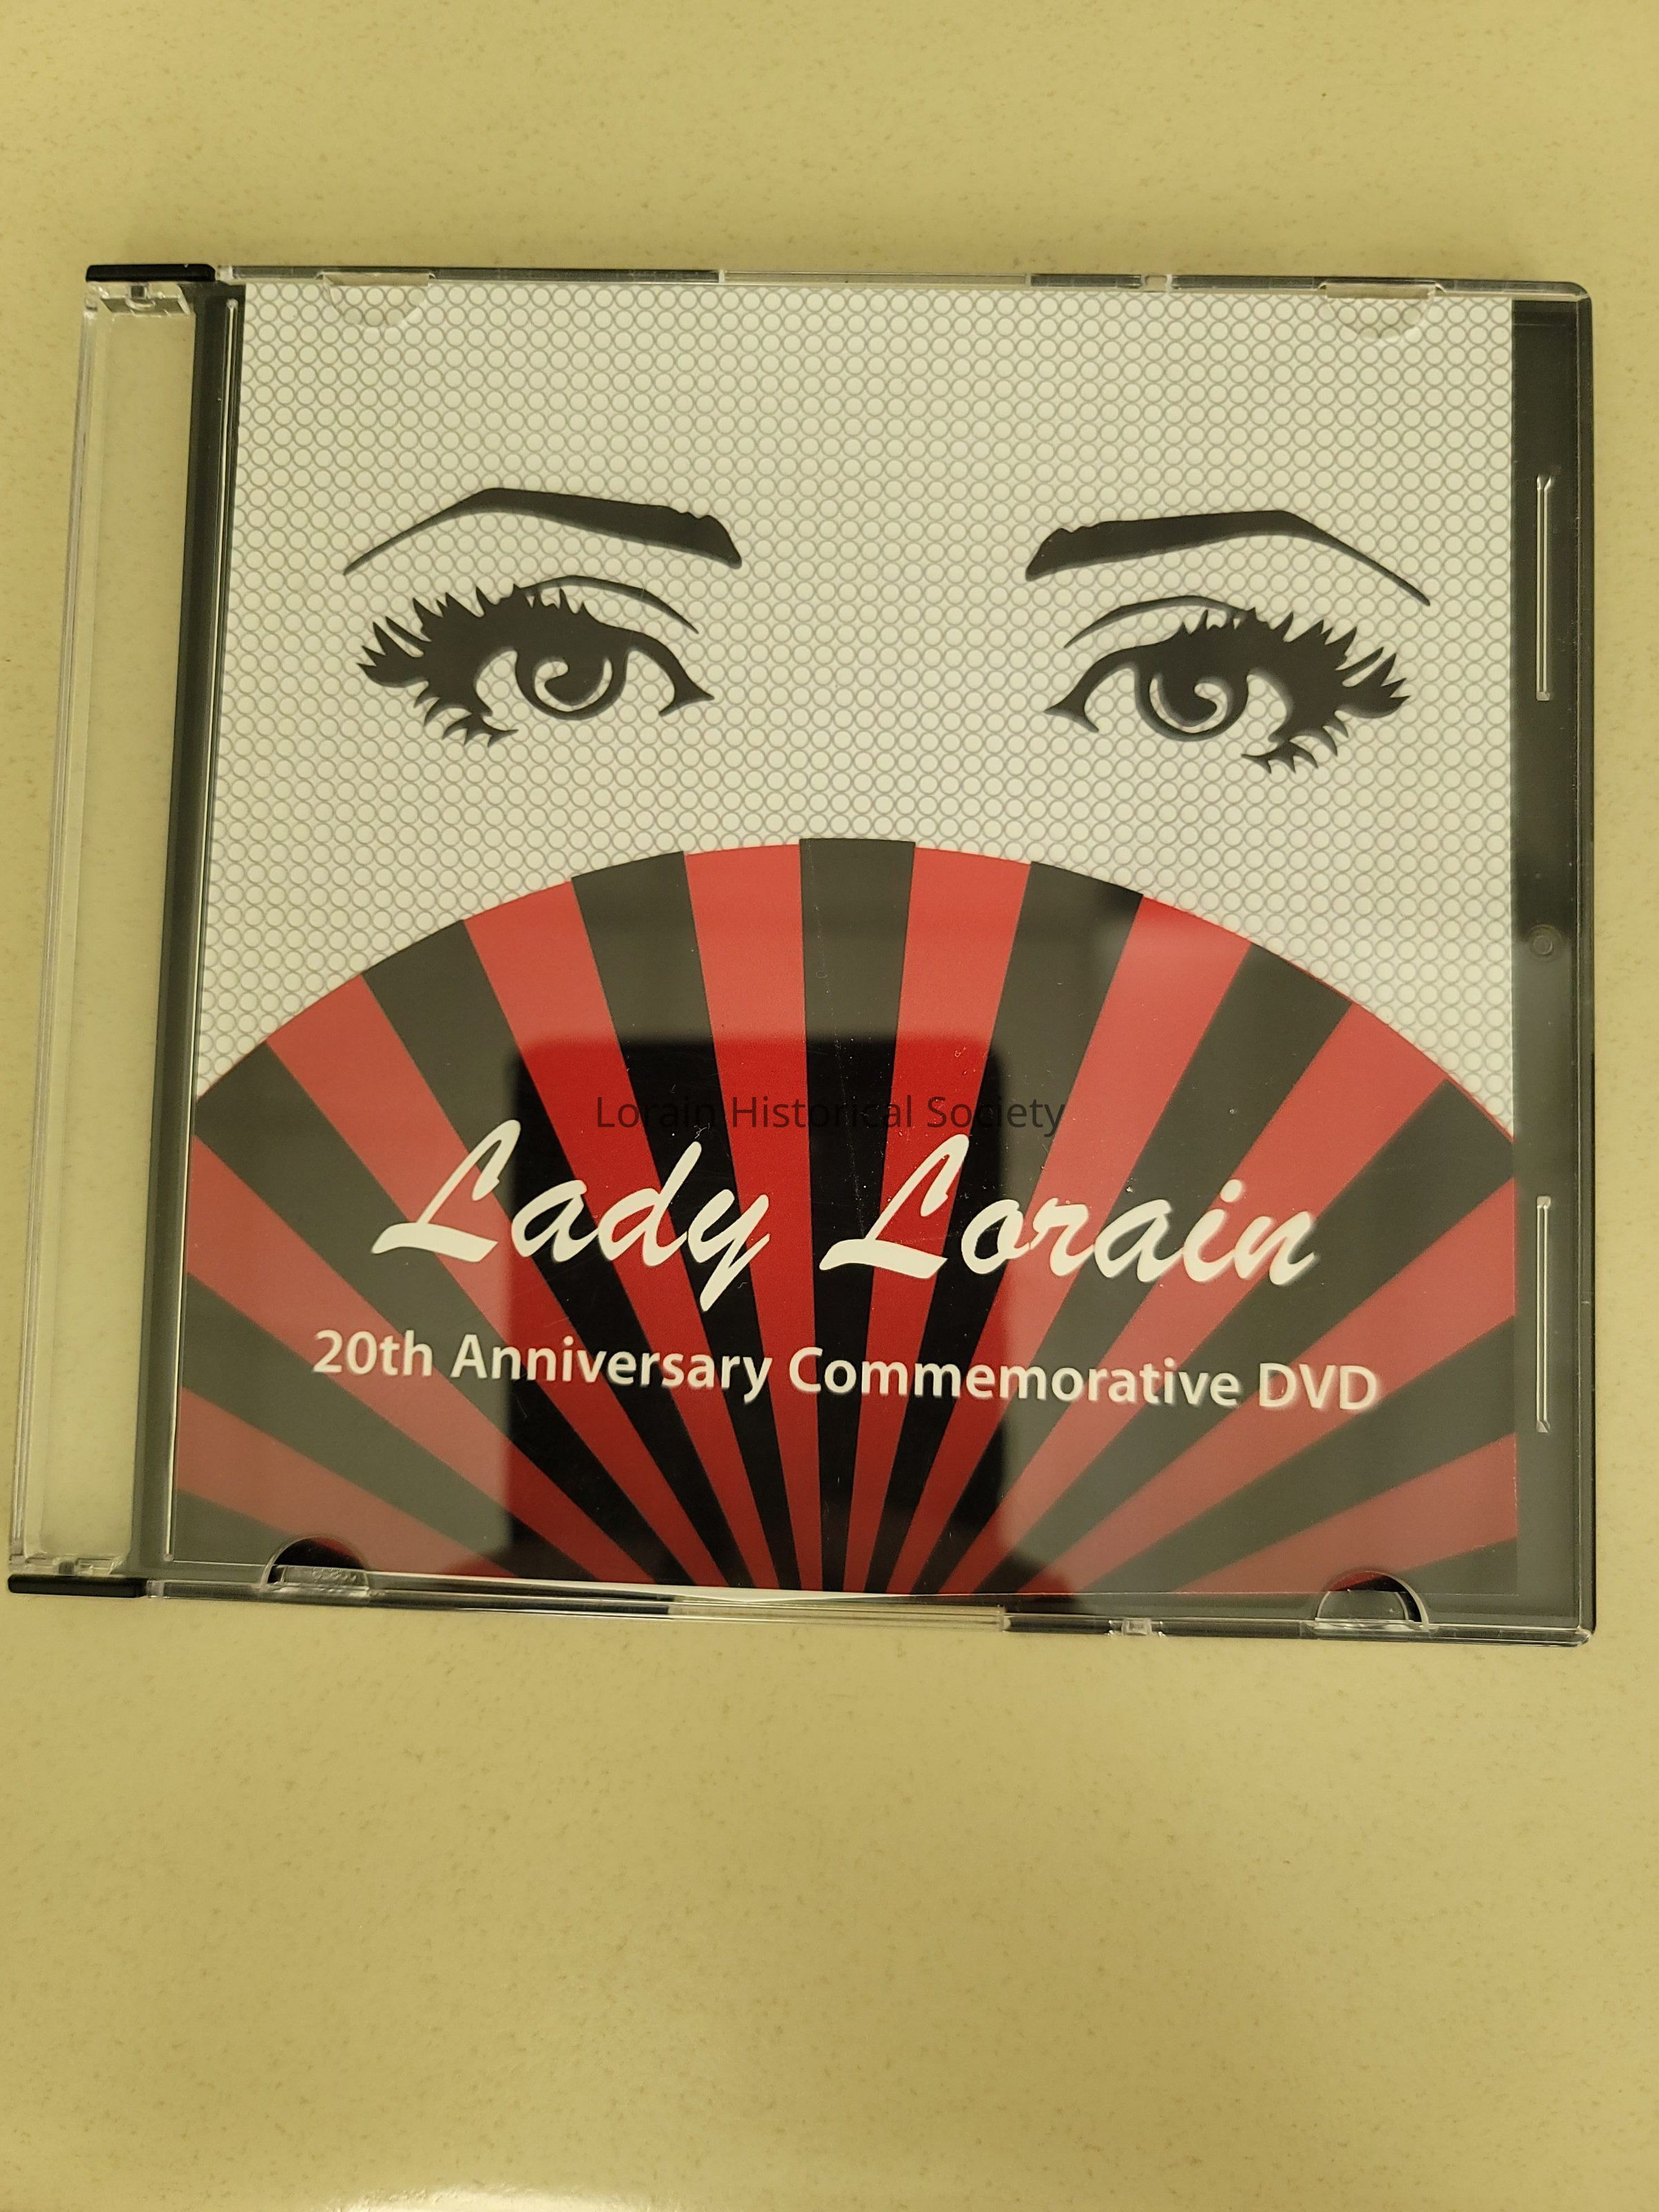 Lorain Historical Society
Lady Lorain
20th Anniversary Commemorative DVD